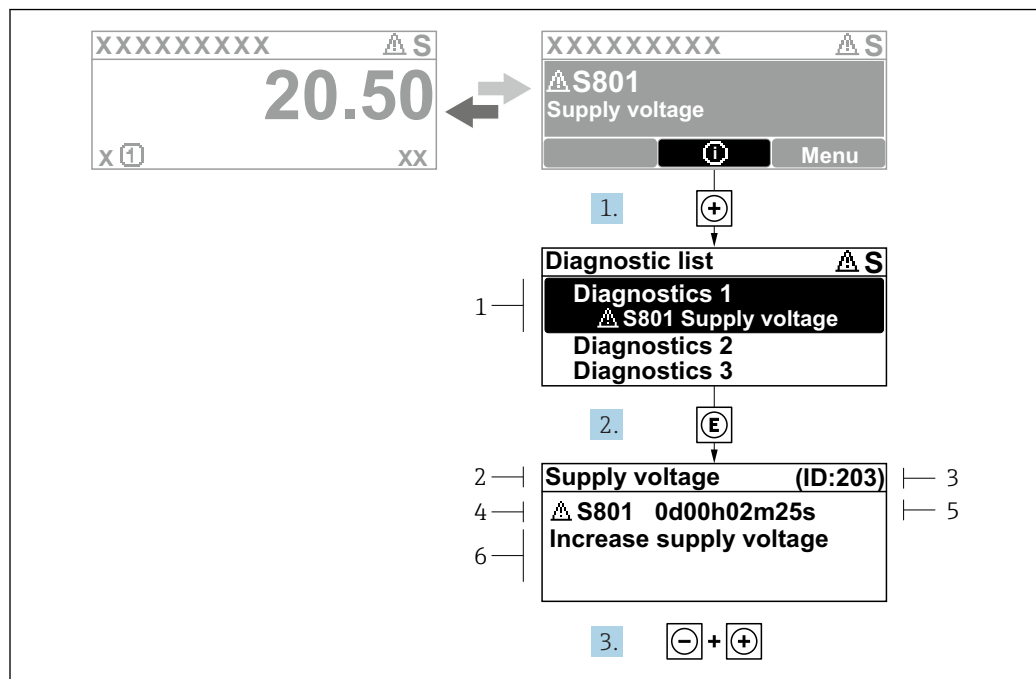 XXXXXXXXX ⚠ S
20.50
x ① xx
XXXXXXXXX ⚠ S
⚠ S801
Supply voltage
ⓘ Menu
1. +
Diagnostic list ⚠ S
1
Diagnostics 1
⚠ S801 Supply voltage
Diagnostics 2
Diagnostics 3
2. E
2 Supply voltage (ID:203) 3
4 ⚠ S801 0d00h02m25s 5
6 Increase supply voltage
3. - + +